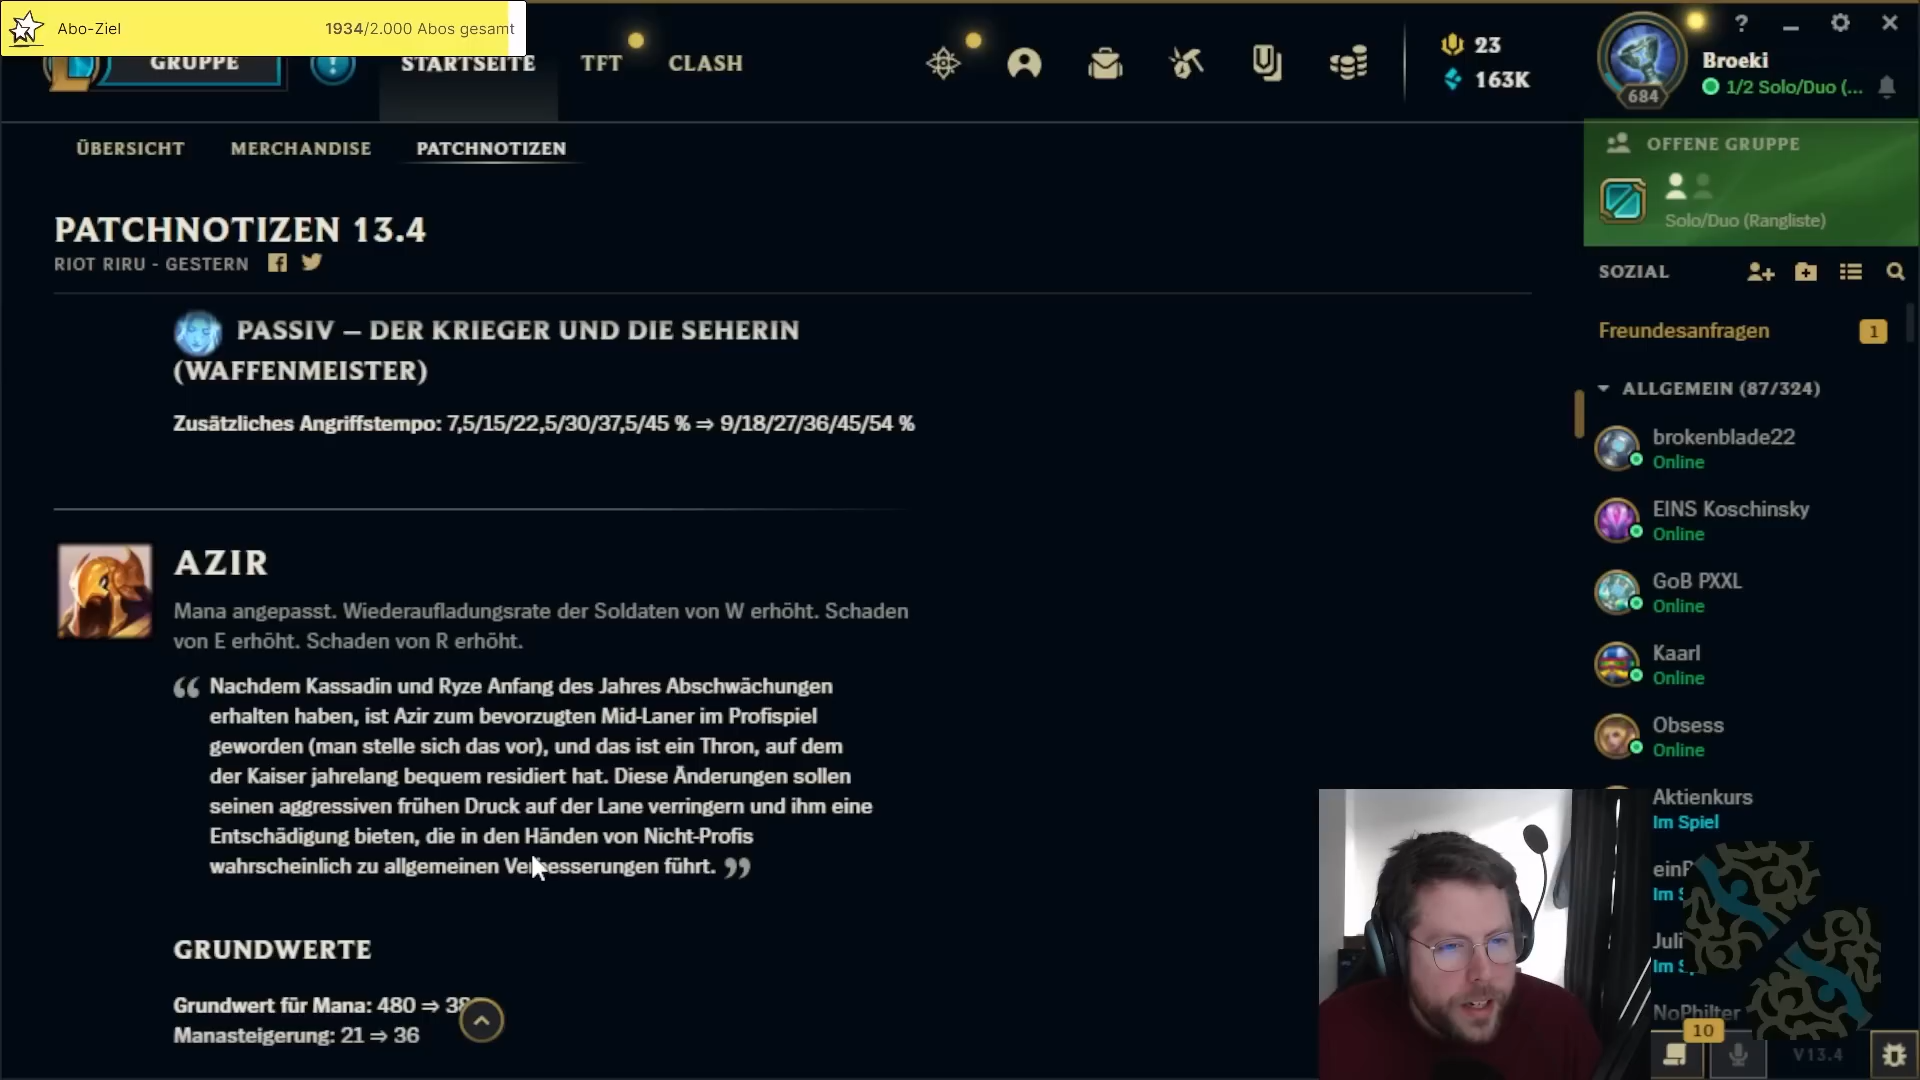 Abo-Ziel
1934/2.000 Abos gesamt
GRUPPE
STARTSEITE
TFT
CLASH
23
163K
684
Broeki
1/2 Solo/Duo (...
ÜBERSICHT
MERCHANDISE
PATCHNOTIZEN
OFFENE GRUPPE
Solo/Duo (Rangliste)
PATCHNOTIZEN 13.4
RIOT RIRU - GESTERN
PASSIV – DER KRIEGER UND DIE SEHERIN
(WAFFENMEISTER)
Zusätzliches Angriffstempo: 7,5/15/22,5/30/37,5/45 % ⇒ 9/18/27/36/45/54 %
AZIR
Mana angepasst. Wiederaufladungsrate der Soldaten von W erhöht. Schaden
von E erhöht. Schaden von R erhöht.
Nachdem Kassadin und Ryze Anfang des Jahres Abschwächungen
erhalten haben, ist Azir zum bevorzugten Mid-Laner im Profispiel
geworden (man stelle sich das vor), und das ist ein Thron, auf dem
der Kaiser jahrelang bequem residiert hat. Diese Änderungen sollen
seinen aggressiven frühen Druck auf der Lane verringern und ihm eine
Entschädigung bieten, die in den Händen von Nicht-Profis
wahrscheinlich zu allgemeinen Verbesserungen führt.
GRUNDWERTE
Grundwert für Mana: 480 ⇒
Manasteigerung: 21 ⇒ 36
SOZIAL
Freundesanfragen
1
ALLGEMEIN (87/324)
brokenblade22
Online
EINS Koschinsky
Online
GoB PXXL
Online
Kaarl
Online
Obsess
Online
Aktienkurs
Im Spiel
Im
Im
NoPhilter
10
V13.4